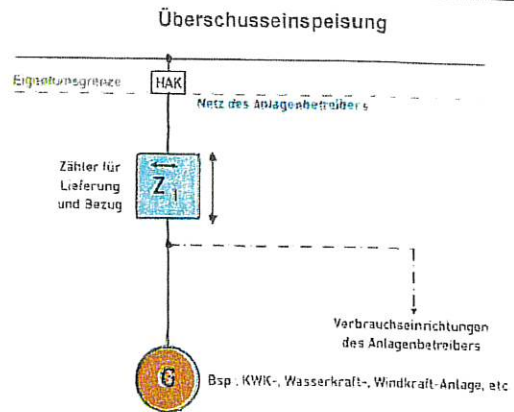 Überschusseinspeisung
Eigentumsgrenze
HAK
Netz des Anlagenbetreibers
Zähler für
Lieferung
und Bezug
Z 1
Verbrauchseinrichtungen
des Anlagenbetreibers
G
Bsp.: KWK-, Wasserkraft-, Windkraft-Anlage, etc